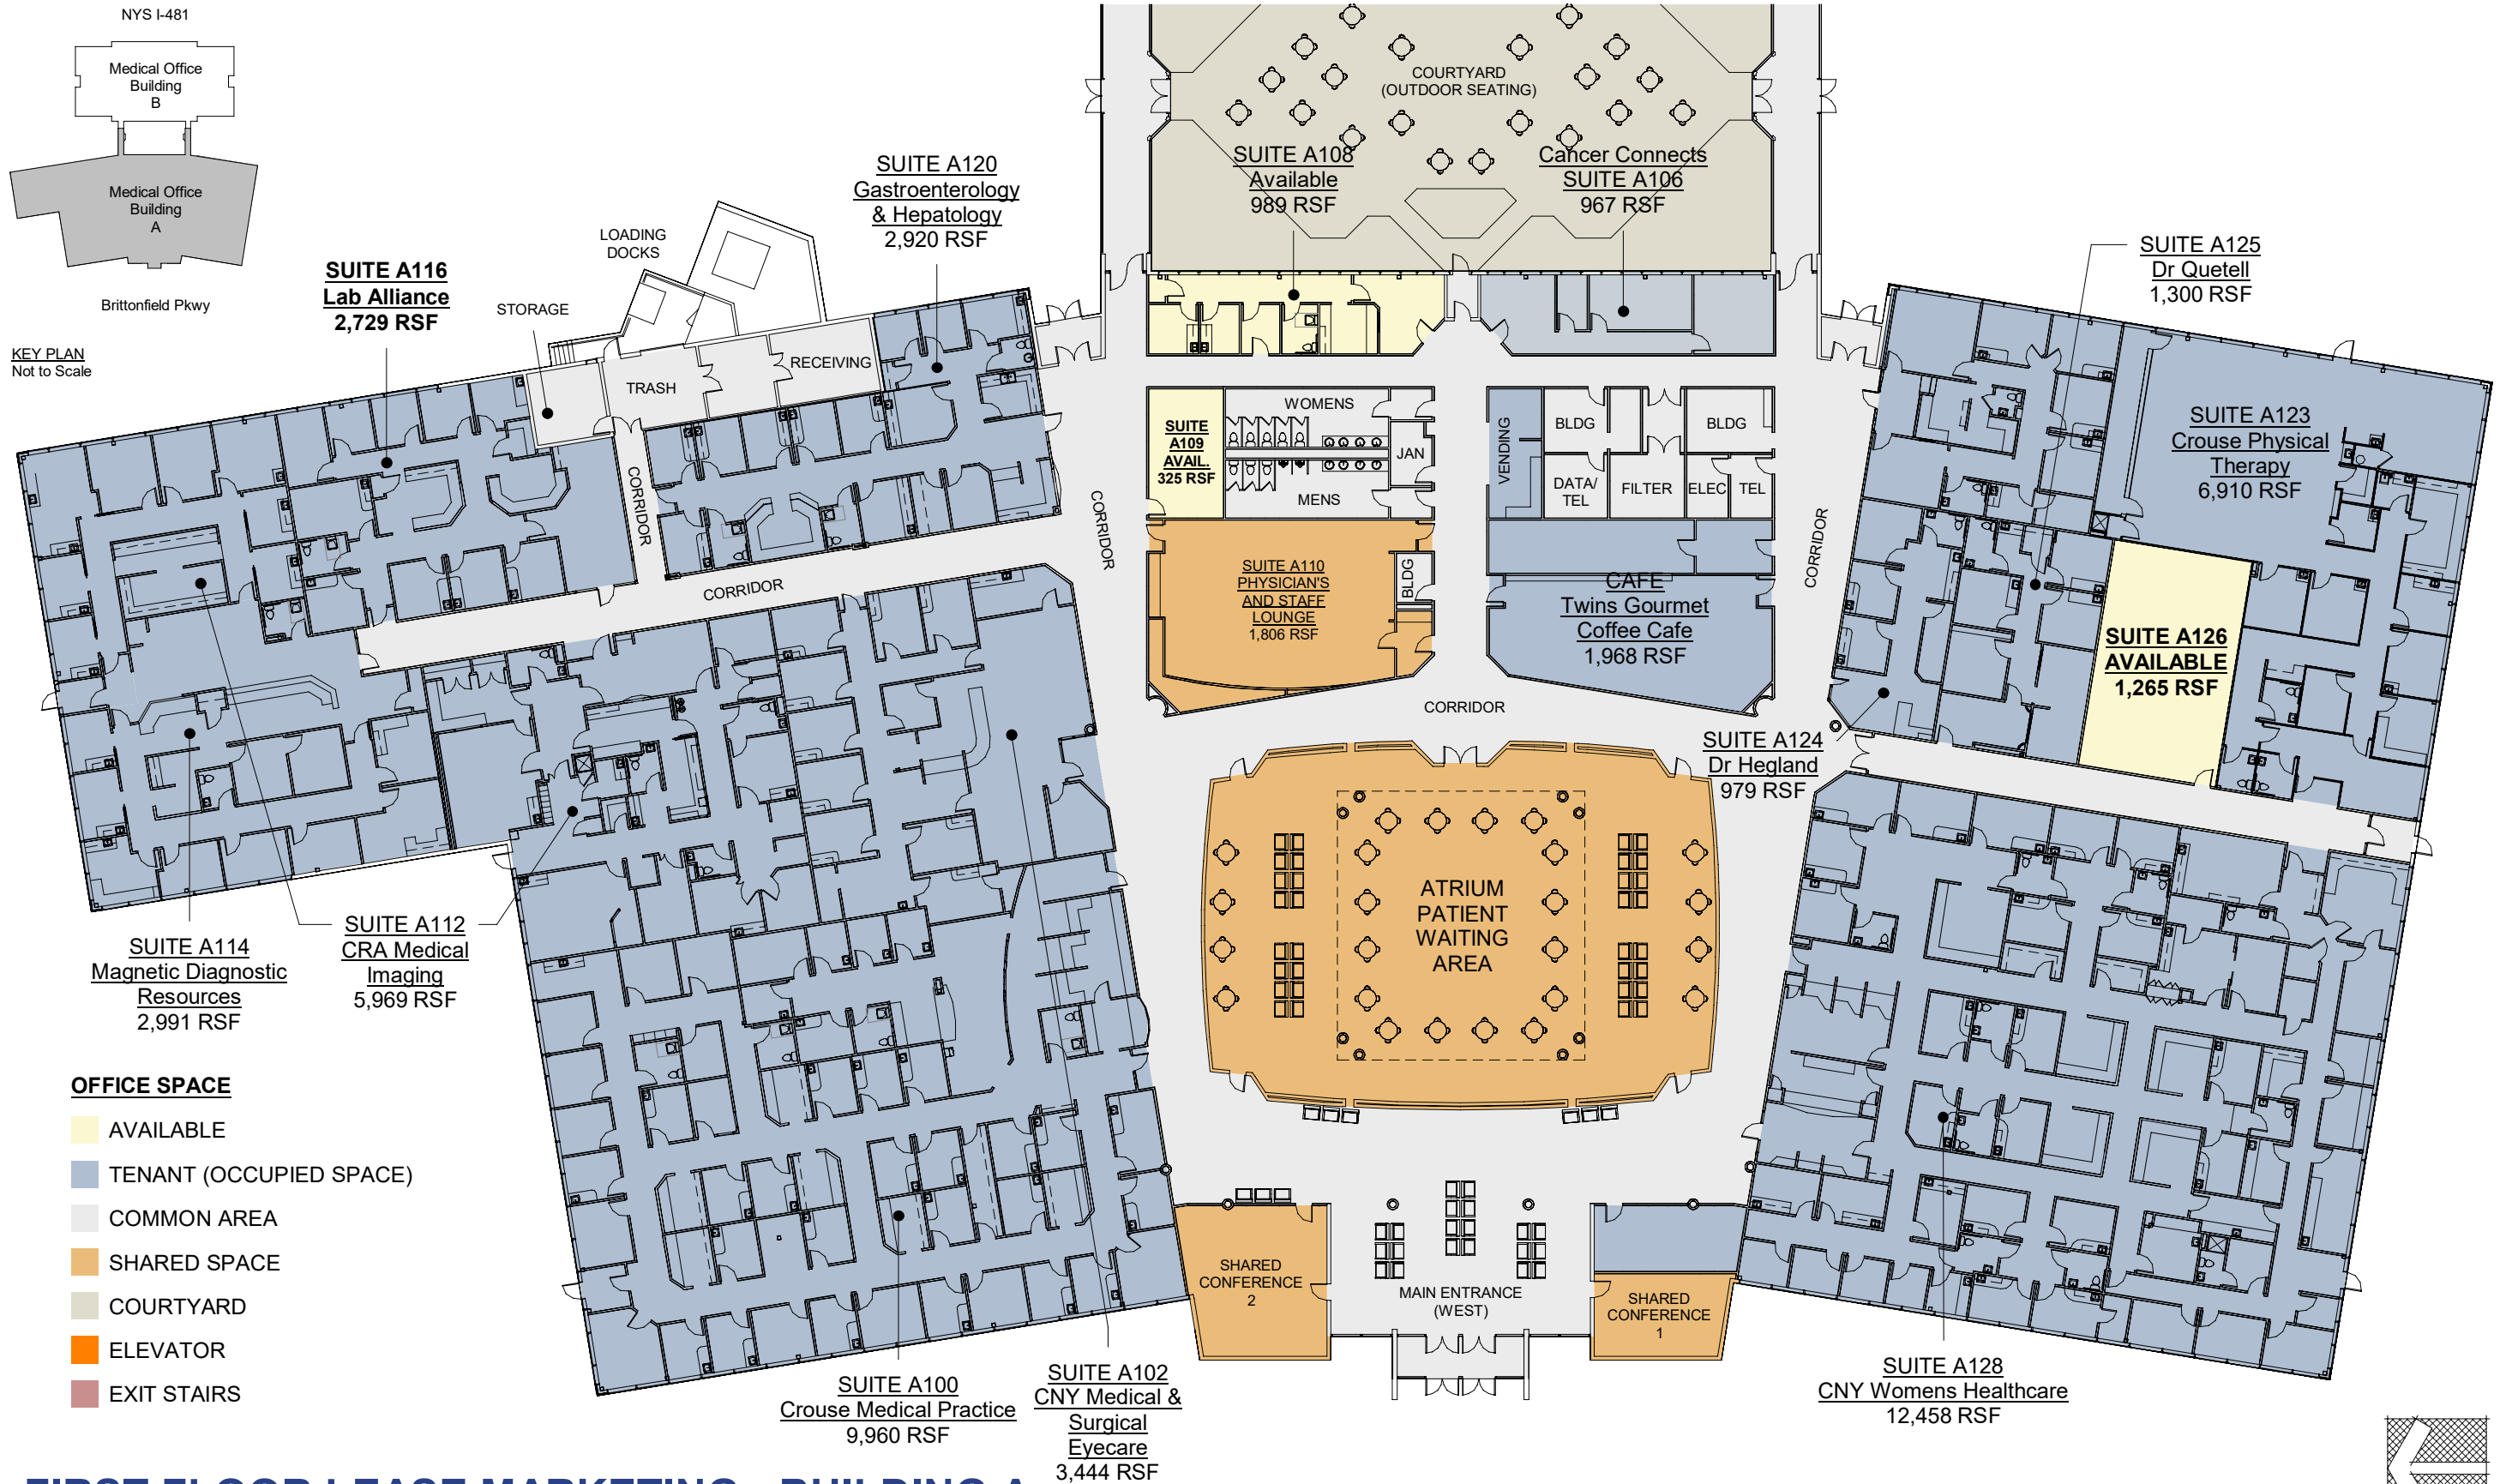 NYS I-481
Medical Office
Building
B
Medical Office
Building
A
Brittonfield Pkwy
KEY PLAN
Not to Scale
COURTYARD
(OUTDOOR SEATING)
SUITE A108
Available
989 RSF
Cancer Connects
SUITE A106
967 RSF
SUITE A120
Gastroenterology
& Hepatology
2,920 RSF
LOADING
DOCKS
SUITE A116
Lab Alliance
2,729 RSF
STORAGE
TRASH
RECEIVING
SUITE A125
Dr Quetell
1,300 RSF
SUITE
A109
AVAIL.
325 RSF
WOMENS
JAN
MENS
VENDING
BLDG
BLDG
DATA/
TEL
FILTER
ELEC
TEL
SUITE A123
Crouse Physical
Therapy
6,910 RSF
CORRIDOR
CORRIDOR
CORRIDOR
CORRIDOR
SUITE A110
PHYSICIAN'S
AND STAFF
LOUNGE
1,806 RSF
BLDG
CAFE
Twins Gourmet
Coffee Cafe
1,968 RSF
SUITE A126
AVAILABLE
1,265 RSF
CORRIDOR
SUITE A124
Dr Hegland
979 RSF
ATRIUM
PATIENT
WAITING
AREA
SUITE A114
Magnetic Diagnostic
Resources
2,991 RSF
SUITE A112
CRA Medical
Imaging
5,969 RSF
OFFICE SPACE
AVAILABLE
TENANT (OCCUPIED SPACE)
COMMON AREA
SHARED SPACE
COURTYARD
ELEVATOR
EXIT STAIRS
SHARED
CONFERENCE
2
MAIN ENTRANCE
(WEST)
SHARED
CONFERENCE
1
SUITE A100
Crouse Medical Practice
9,960 RSF
SUITE A102
CNY Medical &
Surgical
Eyecare
3,444 RSF
SUITE A128
CNY Womens Healthcare
12,458 RSF
FIRST FLOOR LEASE MARKETING - BUILDING A